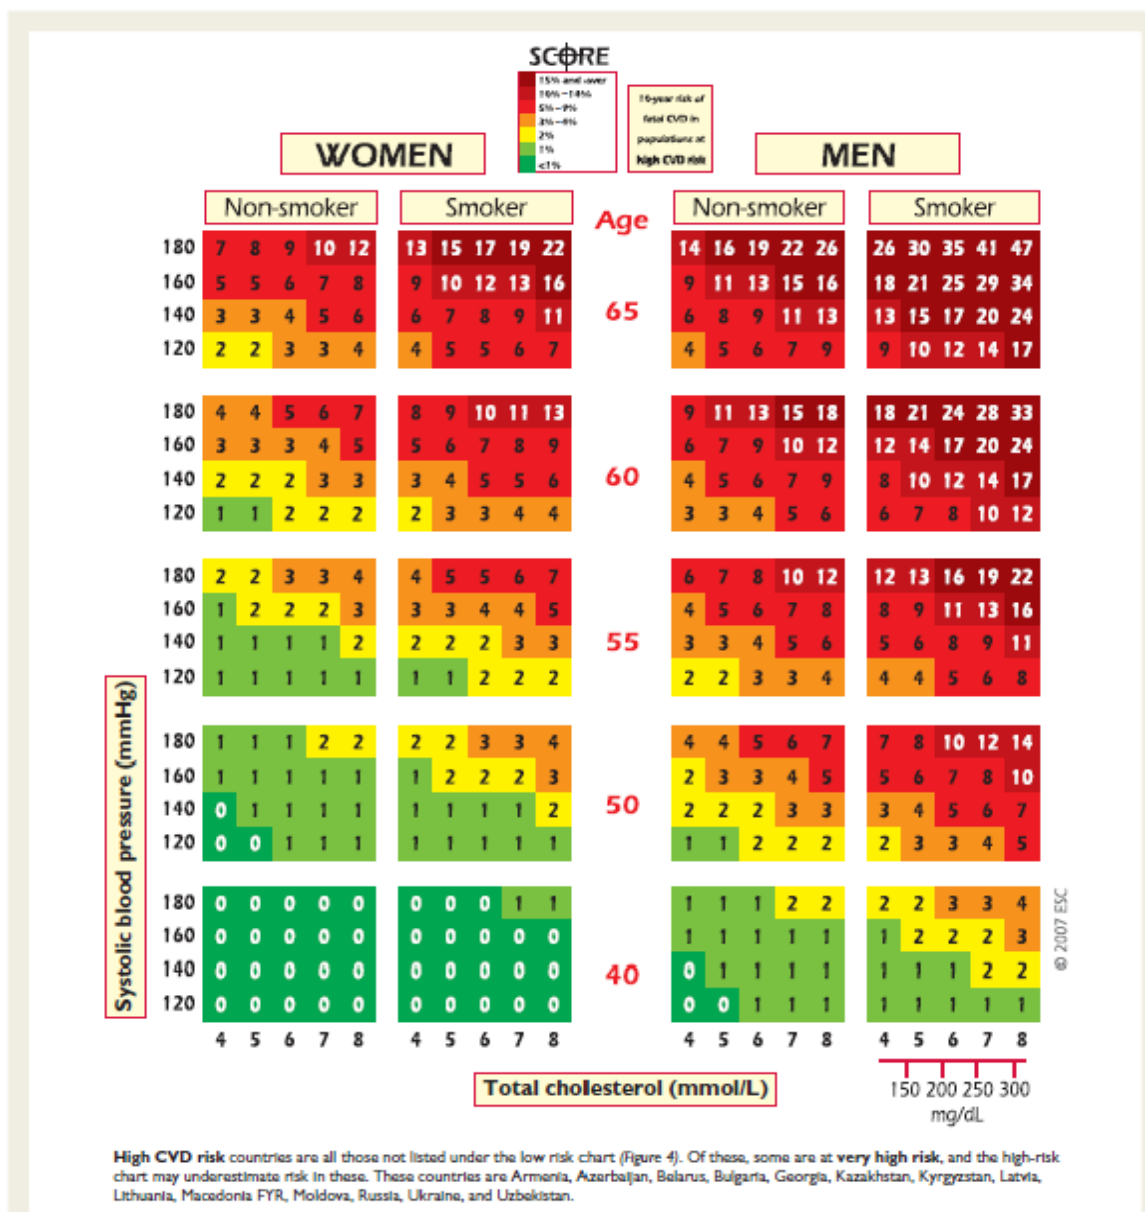 SCORE
15% and over
10%–14%
5%–9%
3%–4%
2%
1%
<1%
10-year risk of
fatal CVD in
populations at
high CVD risk
WOMEN MEN
Non-smoker Smoker Age Non-smoker Smoker
180 7 8 9 10 12 13 15 17 19 22 14 16 19 22 26 26 30 35 41 47
160 5 5 6 7 8 9 10 12 13 16 9 11 13 15 16 18 21 25 29 34
65
140 3 3 4 5 6 6 7 8 9 11 6 8 9 11 13 13 15 17 20 24
120 2 2 3 3 4 4 5 5 6 7 4 5 6 7 9 9 10 12 14 17
180 4 4 5 6 7 8 9 10 11 13 9 11 13 15 18 18 21 24 28 33
160 3 3 3 4 5 5 6 7 8 9 6 7 9 10 12 12 14 17 20 24
60
140 2 2 2 3 3 3 4 5 5 6 4 5 6 7 9 8 10 12 14 17
120 1 1 2 2 2 2 3 3 4 4 3 3 4 5 6 6 7 8 10 12
180 2 2 3 3 4 4 5 5 6 7 6 7 8 10 12 12 13 16 19 22
160 1 2 2 2 3 3 3 4 4 5 4 5 6 7 8 8 9 11 13 16
55
140 1 1 1 1 2 2 2 2 3 3 3 3 4 5 6 5 6 8 9 11
120 1 1 1 1 1 1 1 2 2 2 2 2 3 3 4 4 4 5 6 8
180 1 1 1 2 2 2 2 3 3 4 4 4 5 6 7 7 8 10 12 14
160 1 1 1 1 1 1 2 2 2 3 2 3 3 4 5 5 6 7 8 10
50
140 0 1 1 1 1 1 1 1 1 2 2 2 2 3 3 3 4 5 6 7
120 0 0 1 1 1 1 1 1 1 1 1 1 2 2 2 2 3 3 4 5
180 0 0 0 0 0 0 0 0 1 1 1 1 1 2 2 2 2 3 3 4
160 0 0 0 0 0 0 0 0 0 0 1 1 1 1 1 1 2 2 2 3
40
140 0 0 0 0 0 0 0 0 0 0 0 1 1 1 1 1 1 1 2 2
120 0 0 0 0 0 0 0 0 0 0 0 0 1 1 1 1 1 1 1 1
4 5 6 7 8 4 5 6 7 8 4 5 6 7 8 4 5 6 7 8
Systolic blood pressure (mmHg)
© 2007 ESC
Total cholesterol (mmol/L)
150 200 250 300
mg/dL
High CVD risk countries are all those not listed under the low risk chart (Figure 4). Of these, some are at very high risk, and the high-risk
chart may underestimate risk in these. These countries are Armenia, Azerbaijan, Belarus, Bulgaria, Georgia, Kazakhstan, Kyrgyzstan, Latvia,
Lithuania, Macedonia FYR, Moldova, Russia, Ukraine, and Uzbekistan.